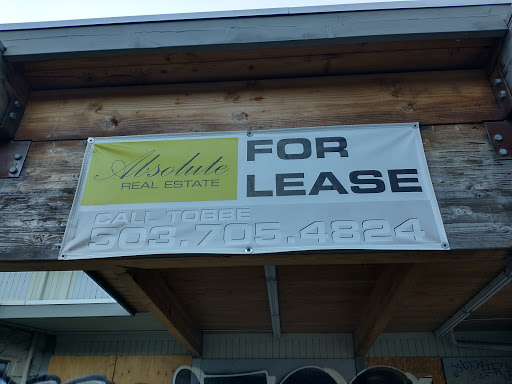 Absolute
REAL ESTATE
FOR
LEASE
CALL TOBBE
503.705.4824